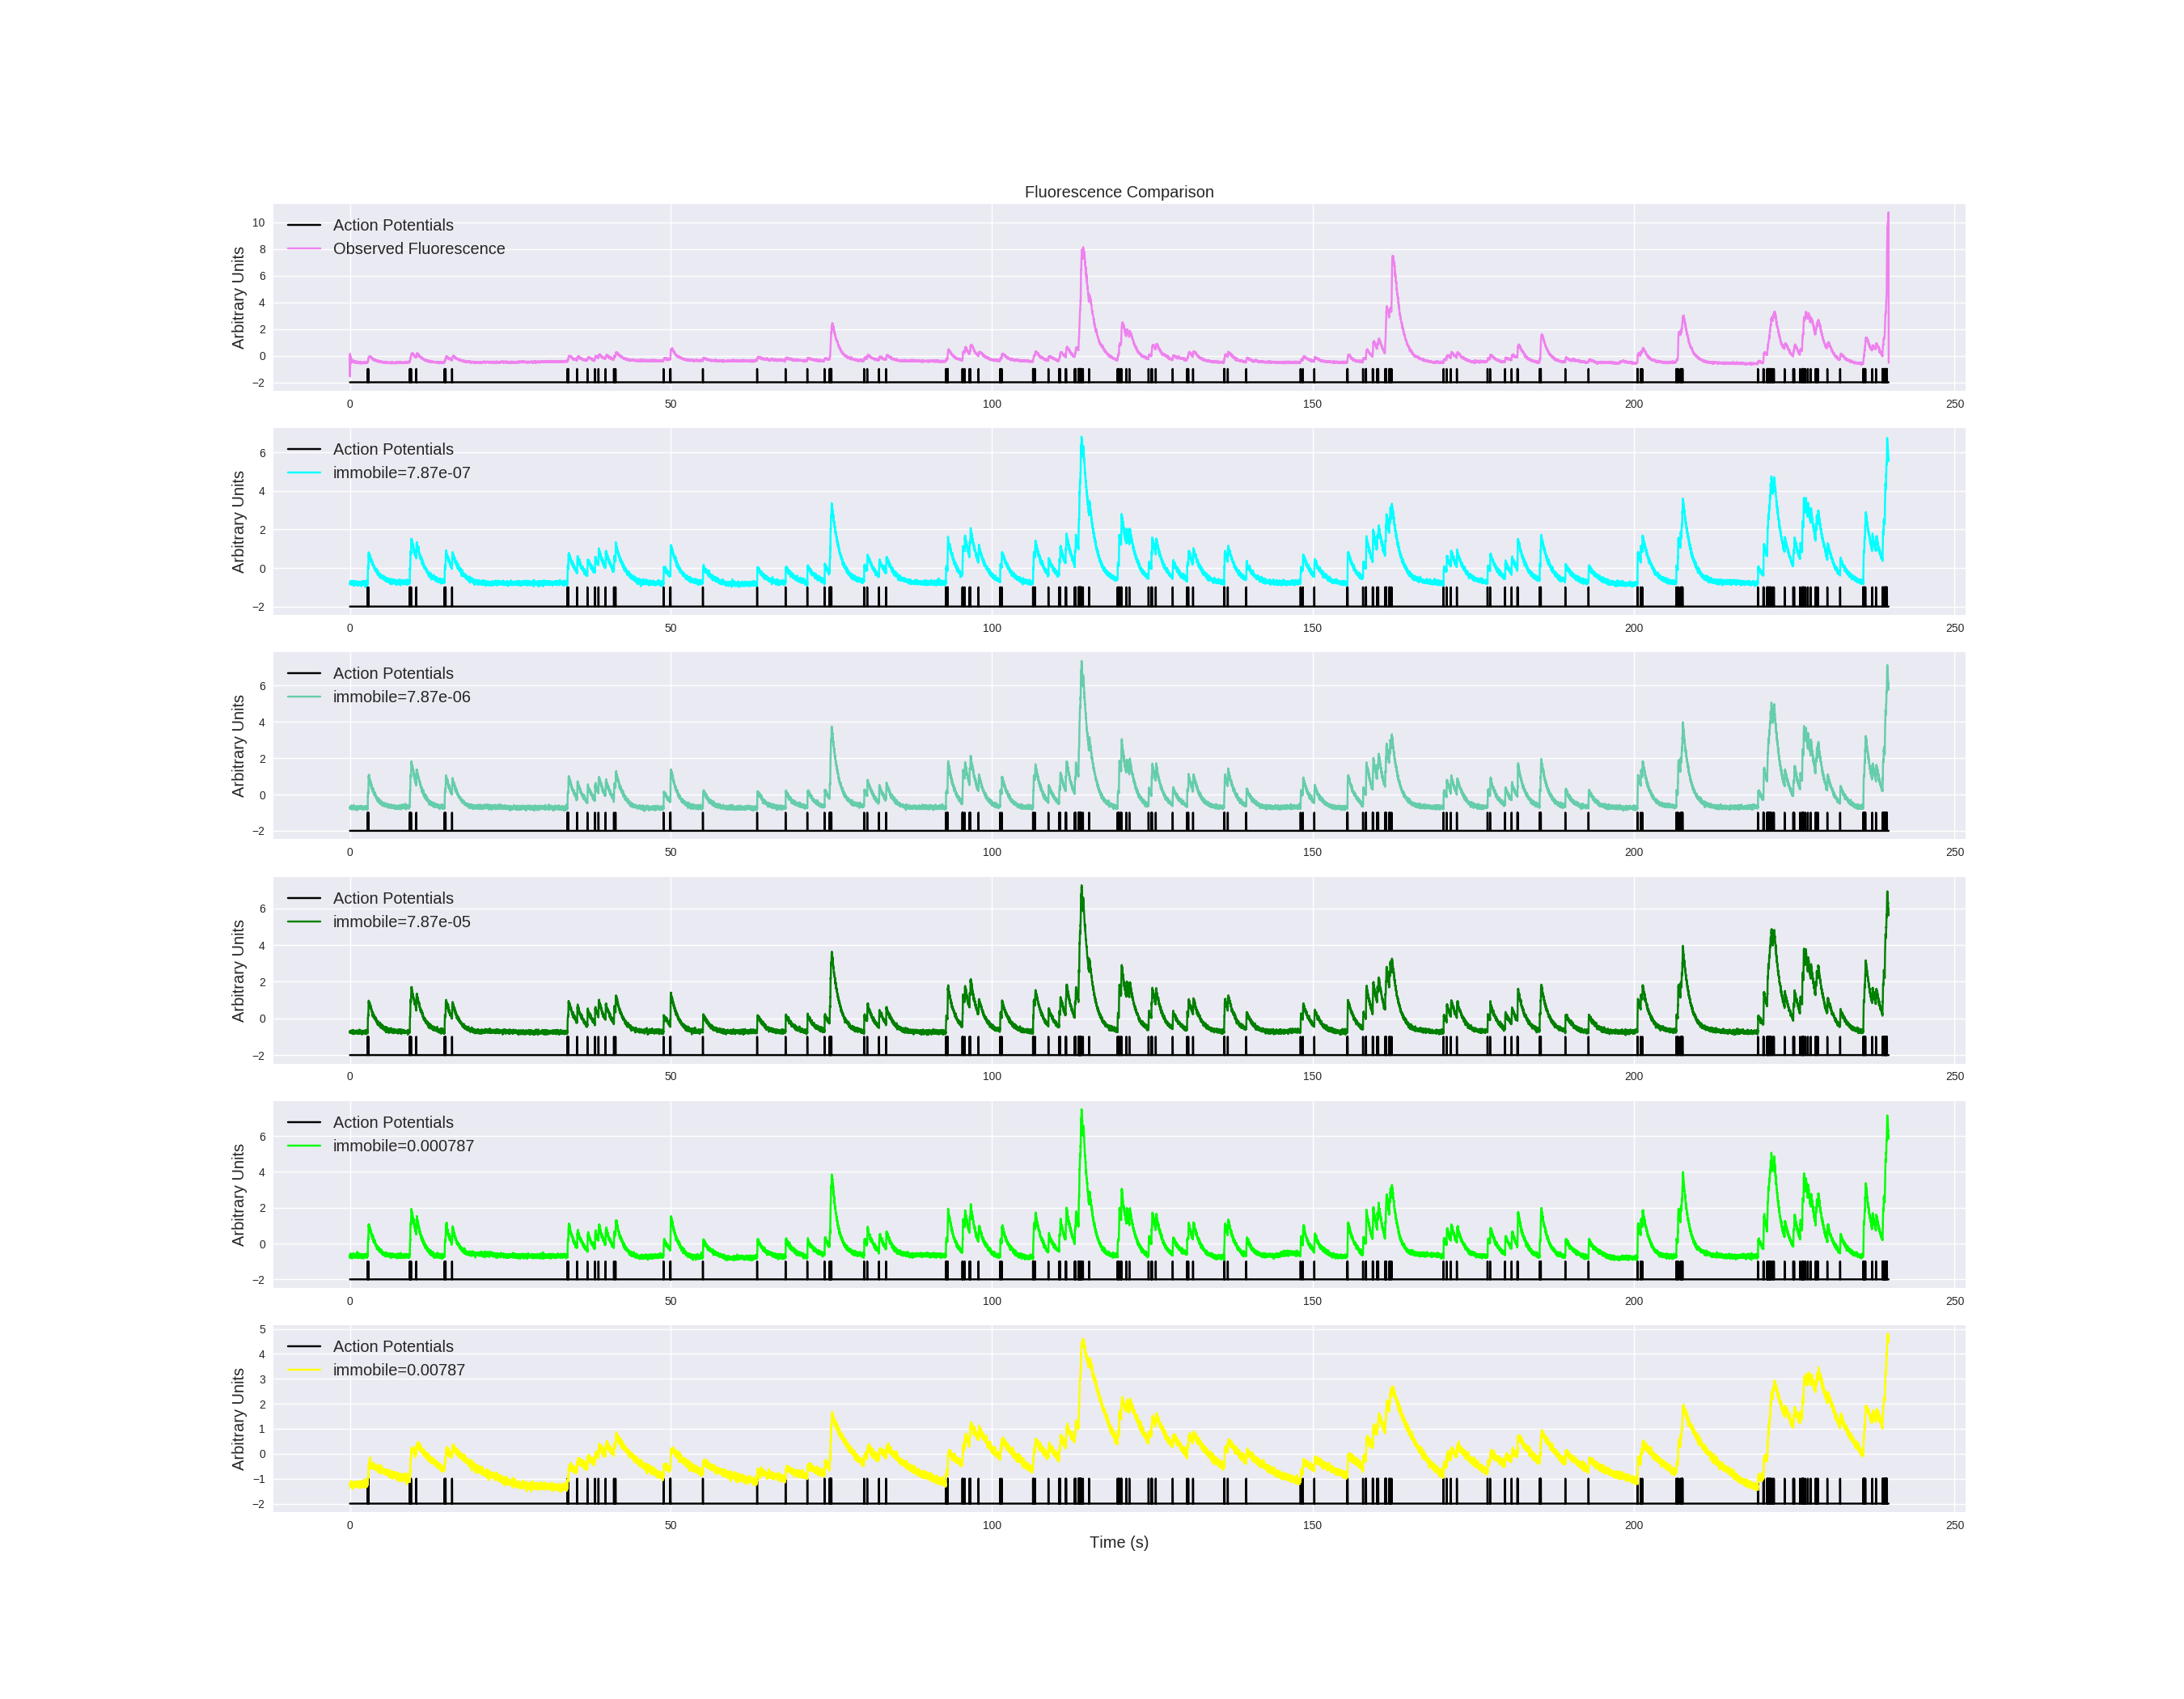 Fluorescence Comparison
Arbitrary Units
10
8
6
4
2
0
−2
Action Potentials
Observed Fluorescence
0 50 100 150 200 250
Arbitrary Units
6
4
2
0
−2
Action Potentials
immobile=7.87e-07
0 50 100 150 200 250
Arbitrary Units
6
4
2
0
−2
Action Potentials
immobile=7.87e-06
0 50 100 150 200 250
Arbitrary Units
6
4
2
0
−2
Action Potentials
immobile=7.87e-05
0 50 100 150 200 250
Arbitrary Units
6
4
2
0
−2
Action Potentials
immobile=0.000787
0 50 100 150 200 250
Arbitrary Units
5
4
3
2
1
0
−1
−2
Action Potentials
immobile=0.00787
0 50 100 150 200 250
Time (s)